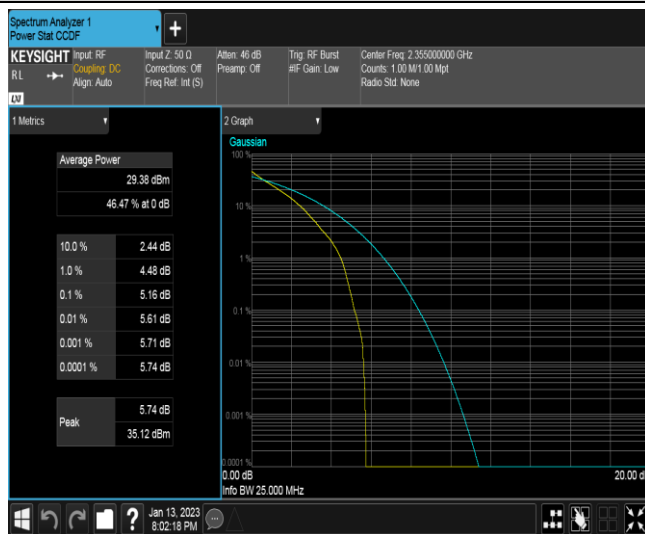 Spectrum Analyzer 1
Power Stat CCDF
+
KEYSIGHT Input: RF Input Z: 50 Ω Atten: 46 dB Trig: RF Burst Center Freq: 2.355000000 GHz
RL Coupling: DC Corrections: Off Preamp: Off #IF Gain: Low Counts: 1.00 M/1.00 Mpt
Align: Auto Freq Ref: Int (S) Radio Std: None
LXI
1 Metrics
Average Power
29.38 dBm
46.47 % at 0 dB
10.0 % 2.44 dB
1.0 % 4.48 dB
0.1 % 5.16 dB
0.01 % 5.61 dB
0.001 % 5.71 dB
0.0001 % 5.74 dB
Peak
5.74 dB
35.12 dBm
2 Graph
Gaussian
100 %
10 %
1 %
0.1 %
0.01 %
0.001 %
0.0001 %
0.00 dB 20.00 d
Info BW 25.000 MHz
? Jan 13, 2023
8:02:18 PM